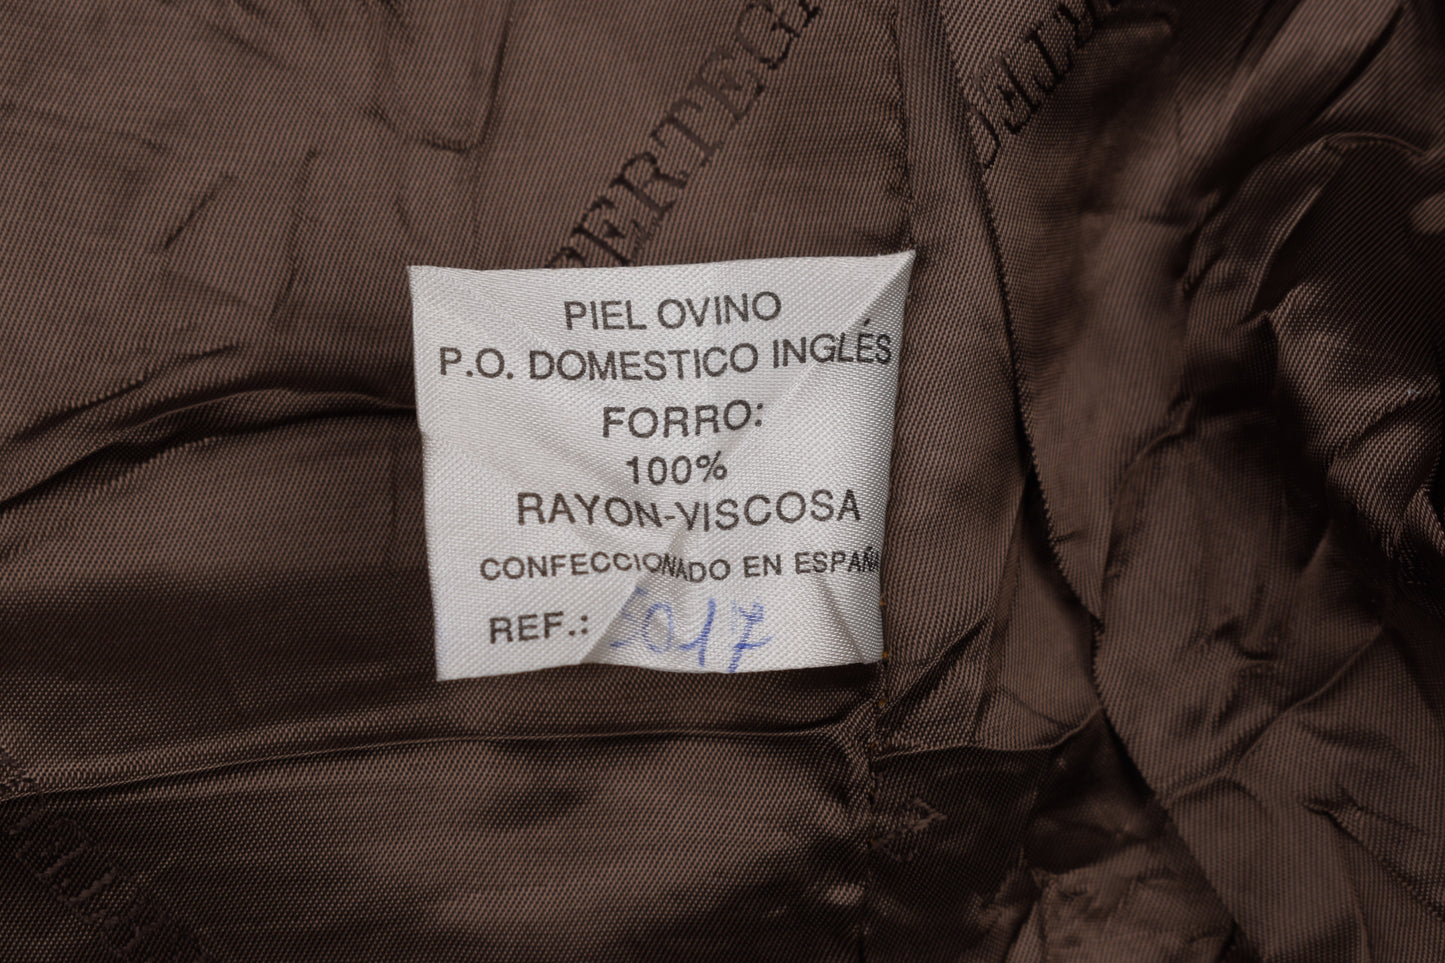 PIEL OVINO
P.O. DOMESTICO INGLÉS
FORRO:
100%
RAYON-VISCOSA
CONFECCIONADO EN ESPAÑA
REF.: